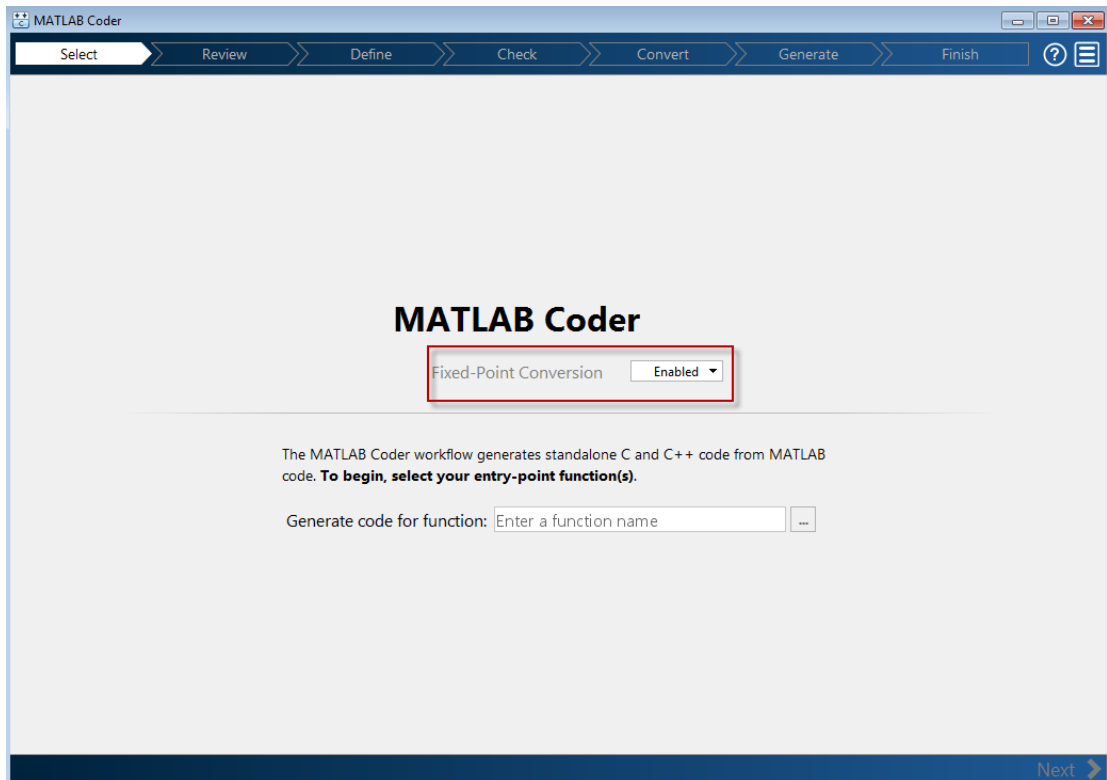 MATLAB Coder
Select Review Define Check Convert Generate Finish
MATLAB Coder
Fixed-Point Conversion Enabled
The MATLAB Coder workflow generates standalone C and C++ code from MATLAB
code. To begin, select your entry-point function(s).
Generate code for function: Enter a function name ...
Next